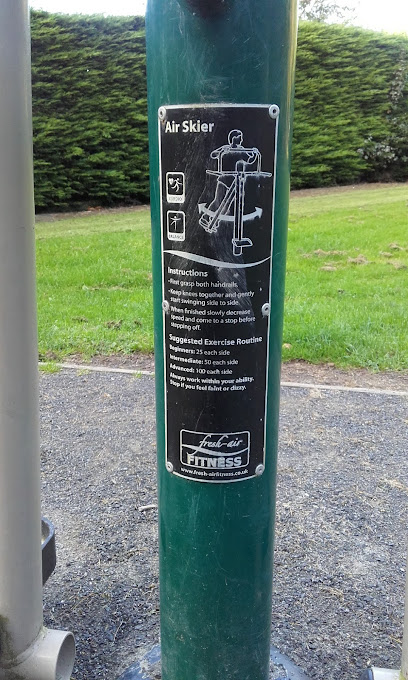 Air Skier
CARDIO
BALANCE
Instructions
- First grasp both handrails.
- Keep knees together and gently
start swinging side to side.
- When finished slowly decrease
speed and come to a stop before
stepping off.
Suggested Exercise Routine
Beginners: 25 each side
Intermediate: 50 each side
Advanced: 100 each side
Always work within your ability.
Stop if you feel faint or dizzy.
fresh-air
FITNESS
www.fresh-airfitness.co.uk